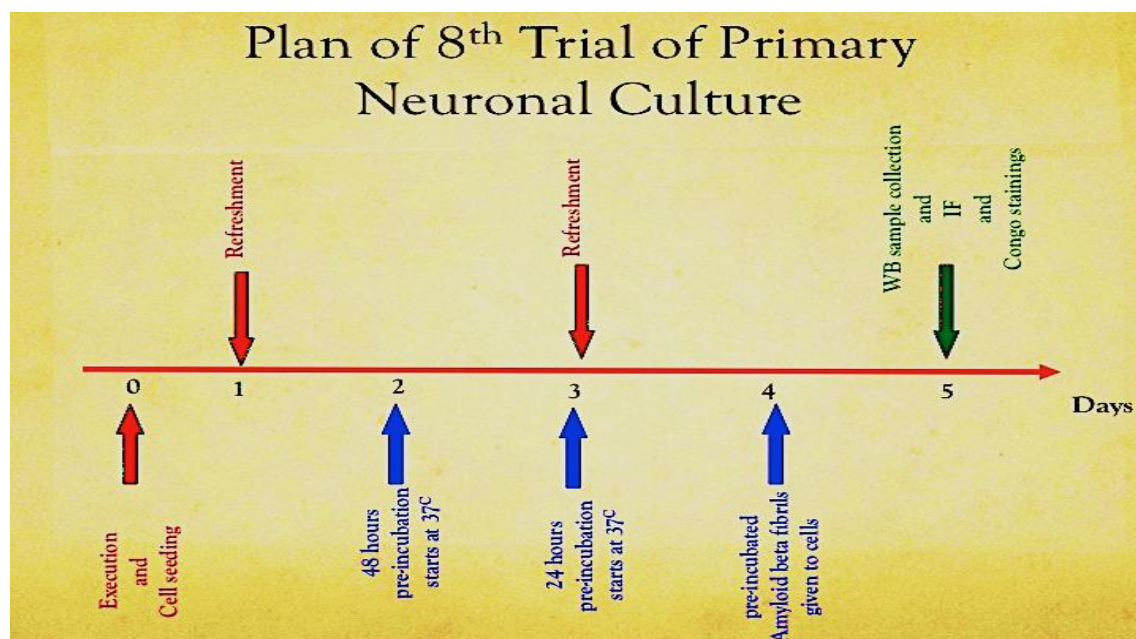 Plan of 8th Trial of Primary
Neuronal Culture
Refreshment
Refreshment
WB sample collection
and
IF
and
Congo stainings
0
1
2
3
4
5
Days
Execution
and
Cell seeding
48 hours
pre-incubation
starts at 37c
24 hours
pre-incubation
starts at 37c
pre-incubated
Amyloid beta fibrils
given to cells